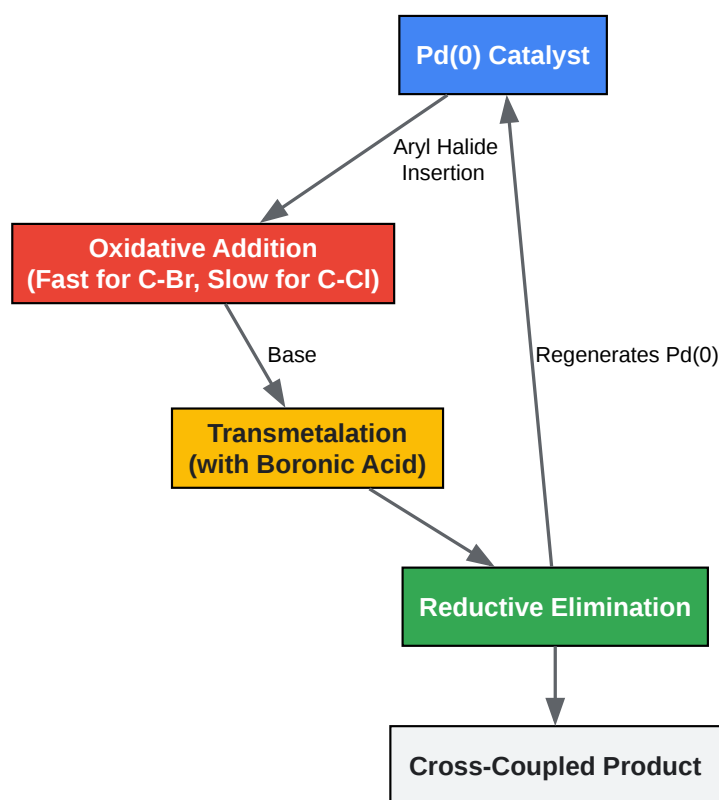 Pd(0) Catalyst
Aryl Halide
Insertion
Oxidative Addition
(Fast for C-Br, Slow for C-Cl)
Base
Regenerates Pd(0)
Transmetalation
(with Boronic Acid)
Reductive Elimination
Cross-Coupled Product